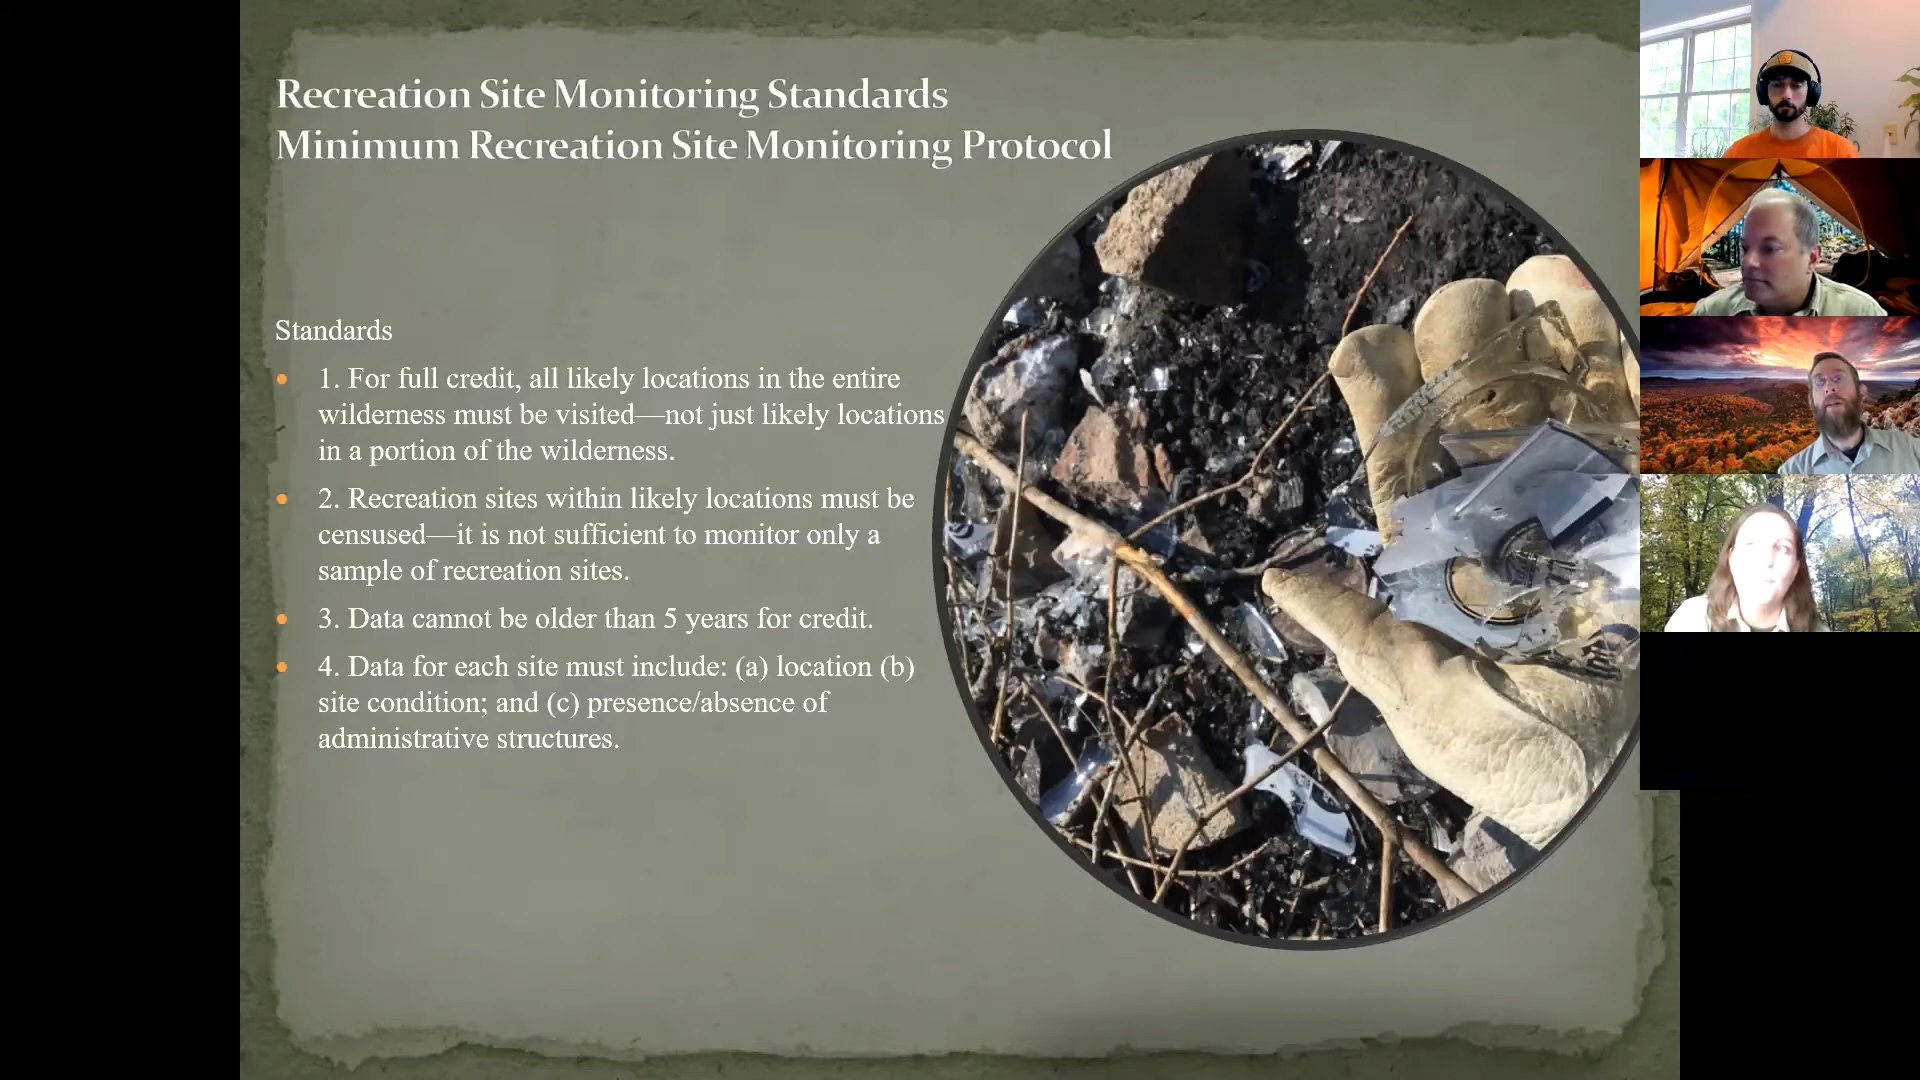 Recreation Site Monitoring Standards
Minimum Recreation Site Monitoring Protocol
Standards
1. For full credit, all likely locations in the entire
wilderness must be visited—not just likely locations
in a portion of the wilderness.
2. Recreation sites within likely locations must be
censused—it is not sufficient to monitor only a
sample of recreation sites.
3. Data cannot be older than 5 years for credit.
4. Data for each site must include: (a) location (b)
site condition; and (c) presence/absence of
administrative structures.